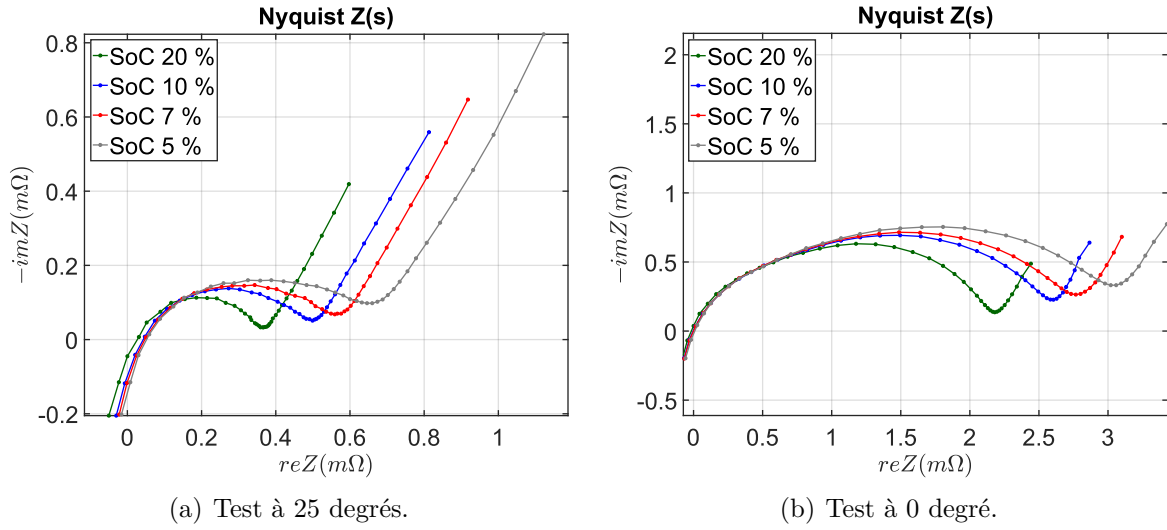 Nyquist Z(s)
0.8
0.6
0.4
0.2
0
-0.2
−imZ(mΩ)
SoC 20 %
SoC 10 %
SoC 7 %
SoC 5 %
0 0.2 0.4 0.6 0.8 1
reZ(mΩ)
(a) Test à 25 degrés.
Nyquist Z(s)
2
1.5
1
0.5
0
-0.5
−imZ(mΩ)
SoC 20 %
SoC 10 %
SoC 7 %
SoC 5 %
0 0.5 1 1.5 2 2.5 3
reZ(mΩ)
(b) Test à 0 degré.